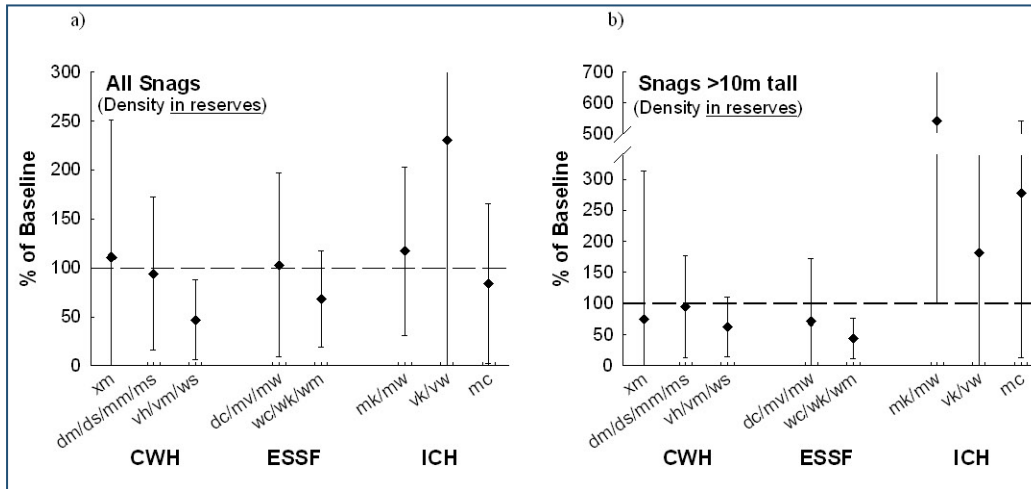 a)
All Snags
(Density in reserves)
% of Baseline
300
250
200
150
100
50
0
xm
dm/ds/mm/ms
vh/vm/ws
dc/mv/mw
wc/wk/wm
mk/mw
vk/vw
mc
CWH
ESSF
ICH
b)
Snags >10m tall
(Density in reserves)
% of Baseline
700
600
500
300
250
200
150
100
50
0
xm
dm/ds/mm/ms
vh/vm/ws
dc/mv/mw
wc/wk/wm
mk/mw
vk/vw
mc
CWH
ESSF
ICH